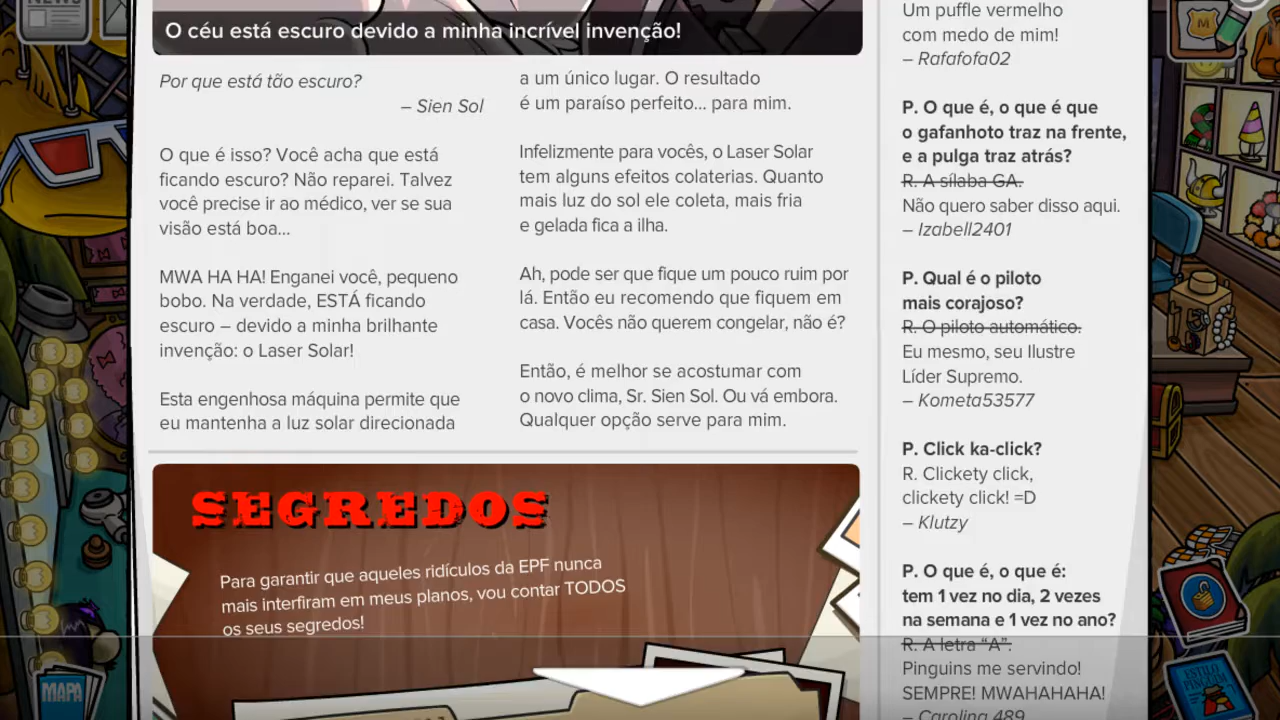 NEWS
O céu está escuro devido a minha incrível invenção!
Por que está tão escuro?
– Sien Sol
O que é isso? Você acha que está
ficando escuro? Não reparei. Talvez
você precise ir ao médico, ver se sua
visão está boa...
MWA HA HA! Enganei você, pequeno
bobo. Na verdade, ESTÁ ficando
escuro – devido a minha brilhante
invenção: o Laser Solar!
Esta engenhosa máquina permite que
eu mantenha a luz solar direcionada
a um único lugar. O resultado
é um paraíso perfeito... para mim.
Infelizmente para vocês, o Laser Solar
tem alguns efeitos colaterias. Quanto
mais luz do sol ele coleta, mais fria
e gelada fica a ilha.
Ah, pode ser que fique um pouco ruim por
lá. Então eu recomendo que fiquem em
casa. Vocês não querem congelar, não é?
Então, é melhor se acostumar com
o novo clima, Sr. Sien Sol. Ou vá embora.
Qualquer opção serve para mim.
SEGREDOS
Para garantir que aqueles ridículos da EPF nunca
mais interfiram em meus planos, vou contar TODOS
os seus segredos!
Um puffle vermelho
com medo de mim!
– Rafafofa02
P. O que é, o que é que
o gafanhoto traz na frente,
e a pulga traz atrás?
R. A sílaba GA.
Não quero saber disso aqui.
– Izabell2401
P. Qual é o piloto
mais corajoso?
R. O piloto automático.
Eu mesmo, seu Ilustre
Líder Supremo.
– Kometa53577
P. Click ka-click?
R. Clickety click,
clickety click! =D
– Klutzy
P. O que é, o que é:
tem 1 vez no dia, 2 vezes
na semana e 1 vez no ano?
R. A letra “A”.
Pinguins me servindo!
SEMPRE! MWAHAHAHA!
– Carolina 489
M
MAPA
ESTILO
PINGUIM